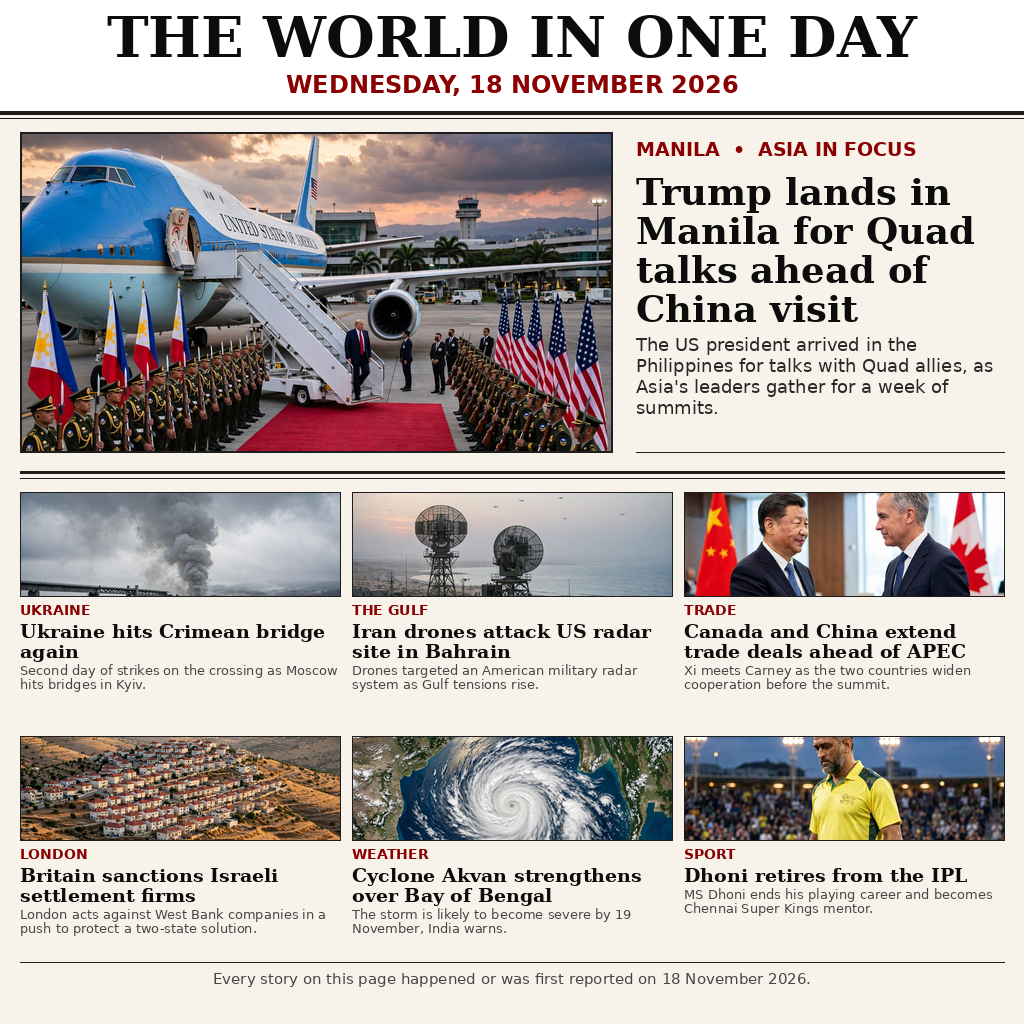 THE WORLD IN ONE DAY
WEDNESDAY, 18 NOVEMBER 2026
UNITED STATES OF AMERICA
MANILA • ASIA IN FOCUS
Trump lands in
Manila for Quad
talks ahead of
China visit
The US president arrived in the
Philippines for talks with Quad allies, as
Asia's leaders gather for a week of
summits.
UKRAINE
Ukraine hits Crimean bridge
again
Second day of strikes on the crossing as Moscow
hits bridges in Kyiv.
THE GULF
Iran drones attack US radar
site in Bahrain
Drones targeted an American military radar
system as Gulf tensions rise.
TRADE
Canada and China extend
trade deals ahead of APEC
Xi meets Carney as the two countries widen
cooperation before the summit.
LONDON
Britain sanctions Israeli
settlement firms
London acts against West Bank companies in a
push to protect a two-state solution.
WEATHER
Cyclone Akvan strengthens
over Bay of Bengal
The storm is likely to become severe by 19
November, India warns.
SPORT
Dhoni retires from the IPL
MS Dhoni ends his playing career and becomes
Chennai Super Kings mentor.
Every story on this page happened or was first reported on 18 November 2026.